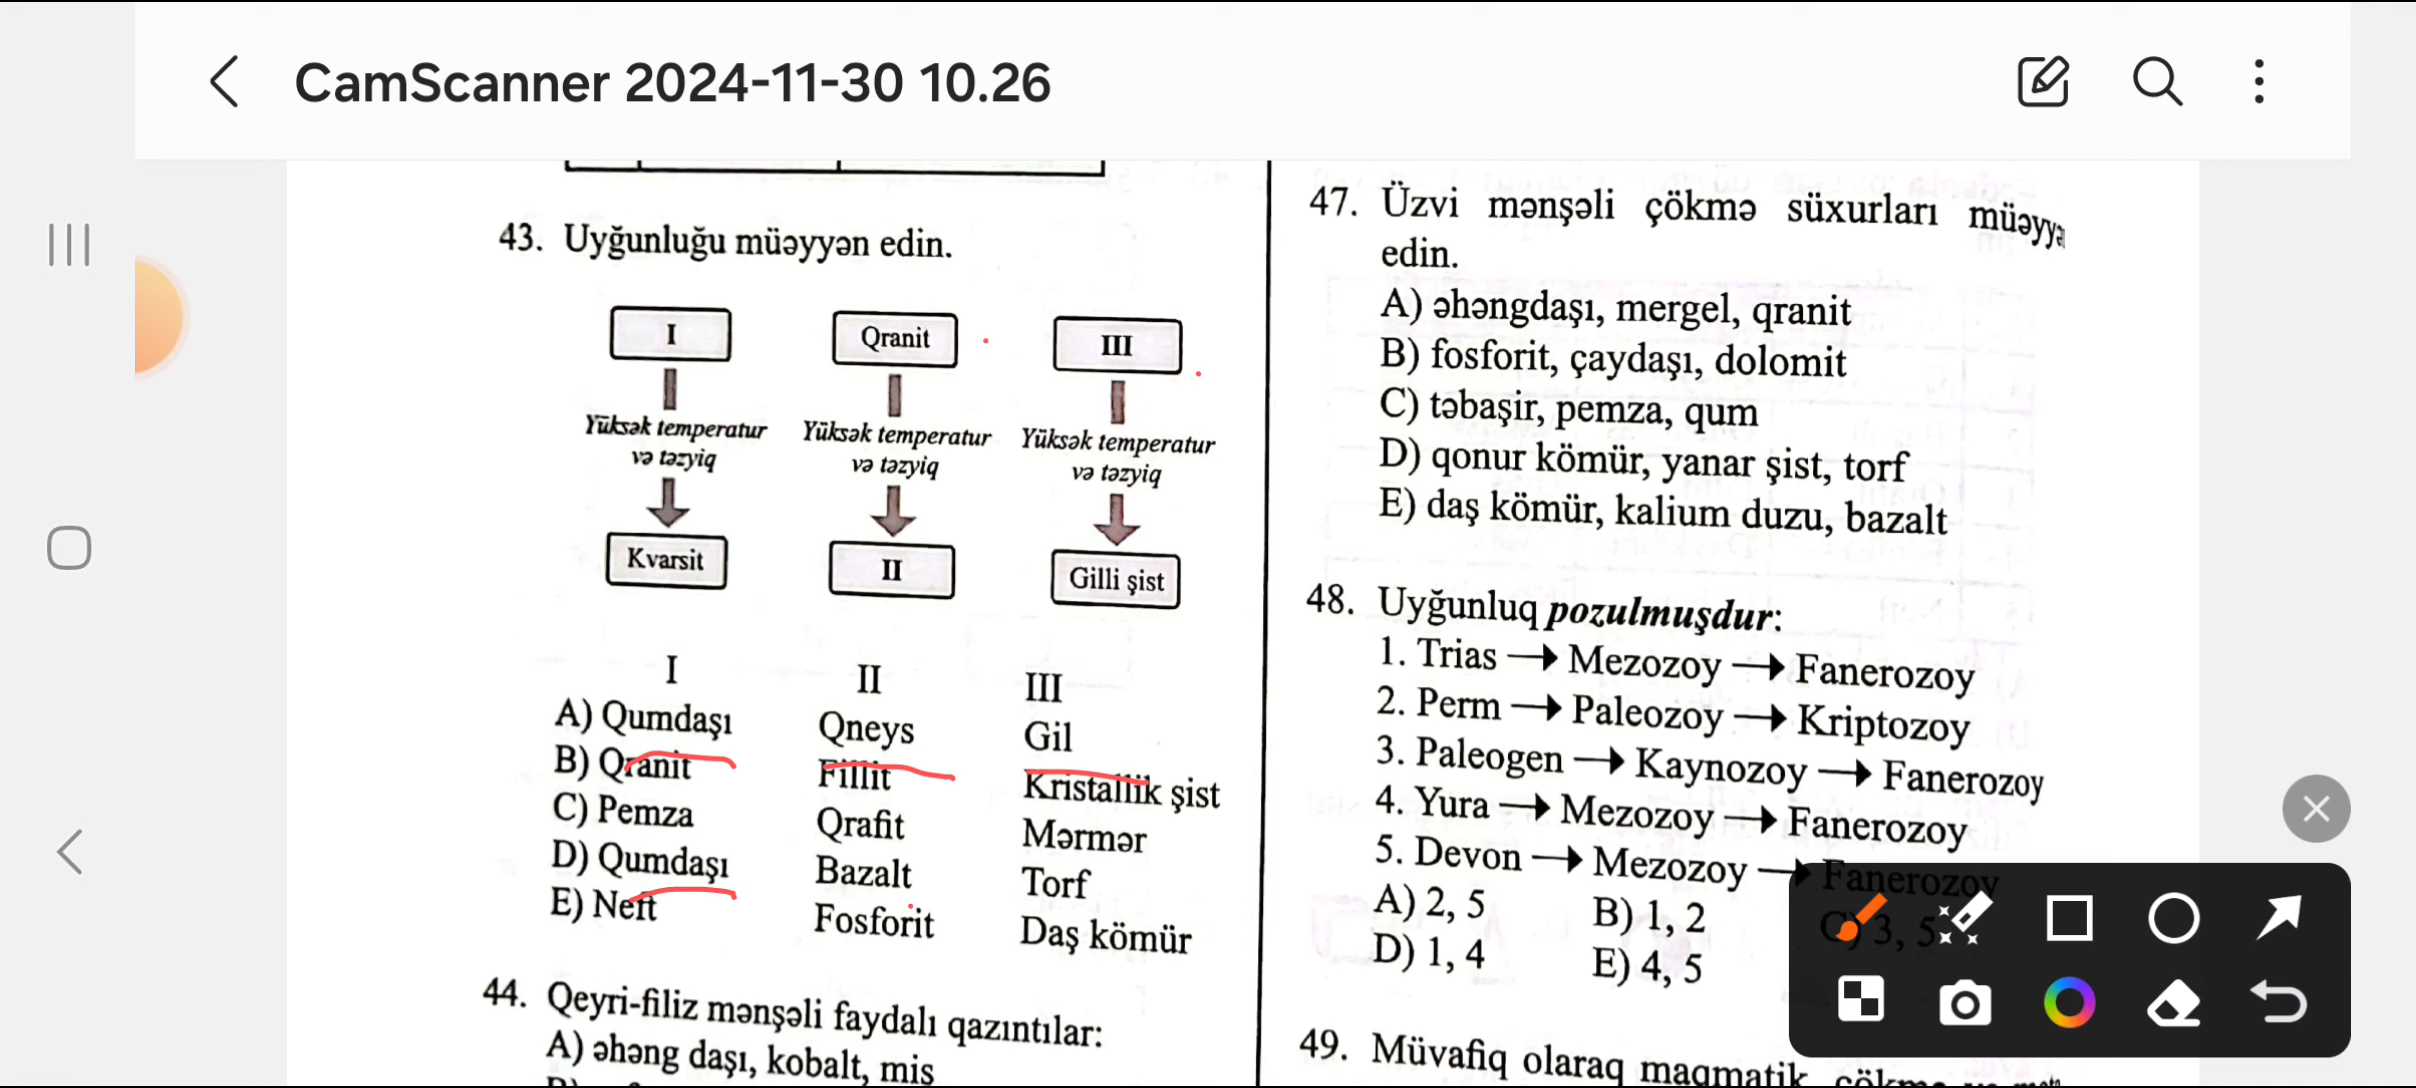 CamScanner 2024-11-30 10.26
43. Uyğunluğu müəyyən edin.
I
Qranit
III
Yüksək temperatur
və təzyiq
Yüksək temperatur
və təzyiq
Yüksək temperatur
və təzyiq
Kvarsit
II
Gilli şist
I II III
A) Qumdaşı Qneys Gil
B) Qranit Fillit Kristallik şist
C) Pemza Qrafit Mərmər
D) Qumdaşı Bazalt Torf
E) Neft Fosforit Daş kömür
44. Qeyri-filiz mənşəli faydalı qazıntılar:
A) əhəng daşı, kobalt, mis
47. Üzvi mənşəli çökmə süxurları müəyyə
edin.
A) əhəngdaşı, mergel, qranit
B) fosforit, çaydaşı, dolomit
C) təbaşir, pemza, qum
D) qonur kömür, yanar şist, torf
E) daş kömür, kalium duzu, bazalt
48. Uyğunluq pozulmuşdur:
1. Trias → Mezozoy → Fanerozoy
2. Perm → Paleozoy → Kriptozoy
3. Paleogen → Kaynozoy → Fanerozoy
4. Yura → Mezozoy → Fanerozoy
5. Devon → Mezozoy → Fanerozoy
A) 2, 5 B) 1, 2 C) 3, 5
D) 1, 4 E) 4, 5
49. Müvafiq olaraq maqmatik, çökmə